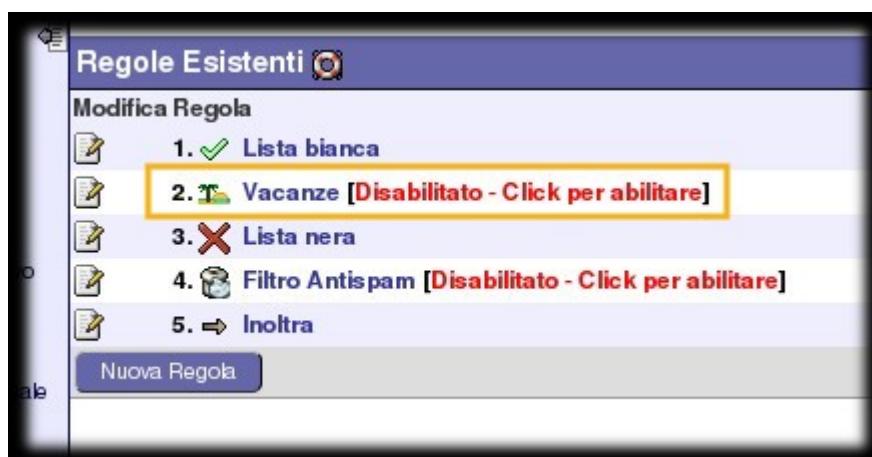 Regole Esistenti
Modifica Regola
1. Lista bianca
2. Vacanze [Disabilitato - Click per abilitare]
3. Lista nera
4. Filtro Antispam [Disabilitato - Click per abilitare]
5. Inoltra
Nuova Regola